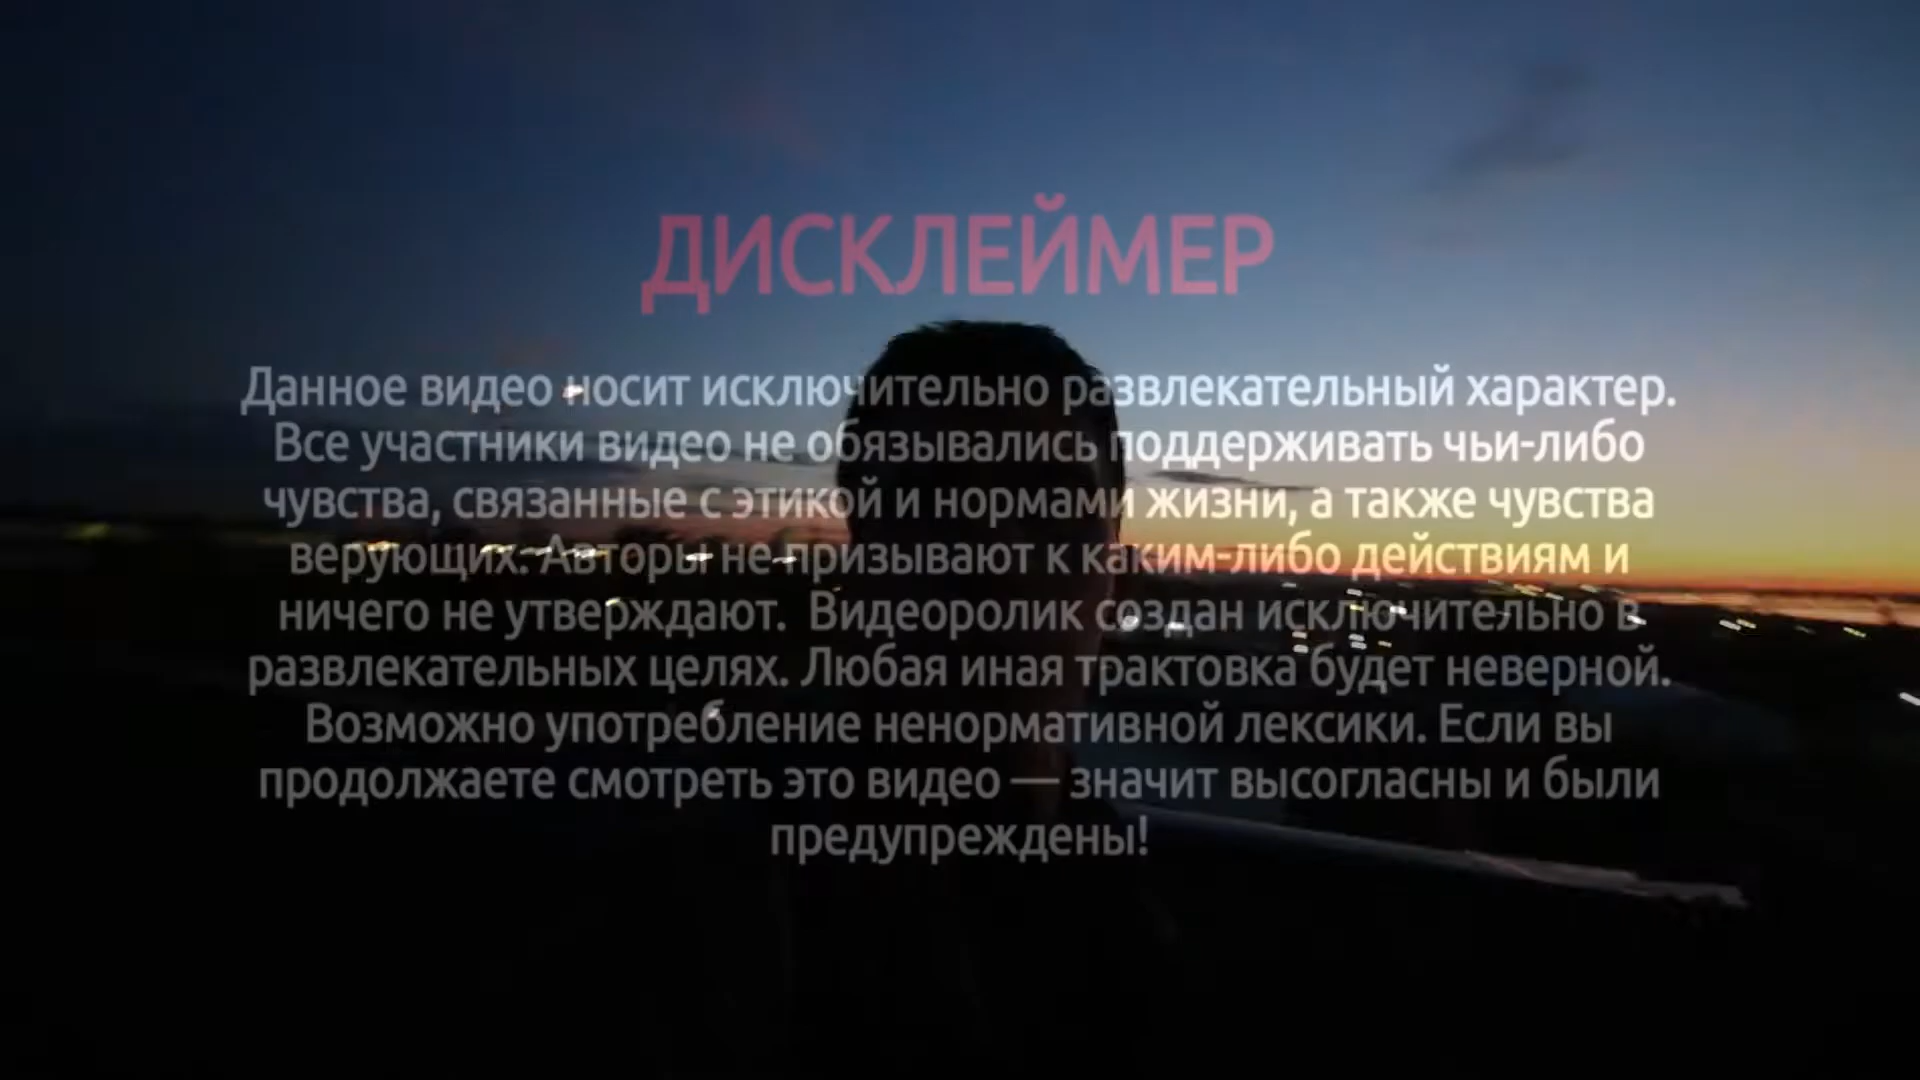 ДИСКЛЕЙМЕР
Данное видео носит исключительно развлекательный характер.
Все участники видео не обязывались поддерживать чьи-либо
чувства, связанные с этикой и нормами жизни, а также чувства
верующих. Авторы не призывают к каким-либо действиям и
ничего не утверждают. Видеоролик создан исключительно в
развлекательных целях. Любая иная трактовка будет неверной.
Возможно употребление ненормативной лексики. Если вы
продолжаете смотреть это видео — значит высогласны и были
предупреждены!